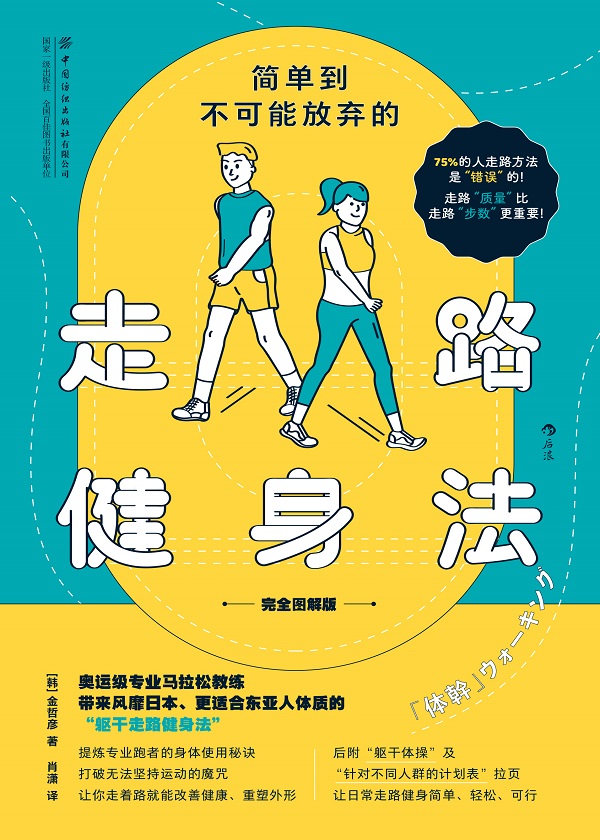 中国纺织出版社有限公司
国家一级出版社 全国百佳图书出版单位
简单到
不可能放弃的
75%的人走路方法
是“错误”的!
走路“质量”比
走路“步数”更重要!
走路
健身法
后浪
完全图解版
「体幹」ウォーキング
[韩]金哲彦 著
肖潇 译
奥运级专业马拉松教练
带来风靡日本、更适合东亚人体质的
“躯干走路健身法”
提炼专业跑者的身体使用秘诀
打破无法坚持运动的魔咒
让你走着路就能改善健康、重塑外形
后附“躯干体操”及
“针对不同人群的计划表”拉页
让日常走路健身简单、轻松、可行